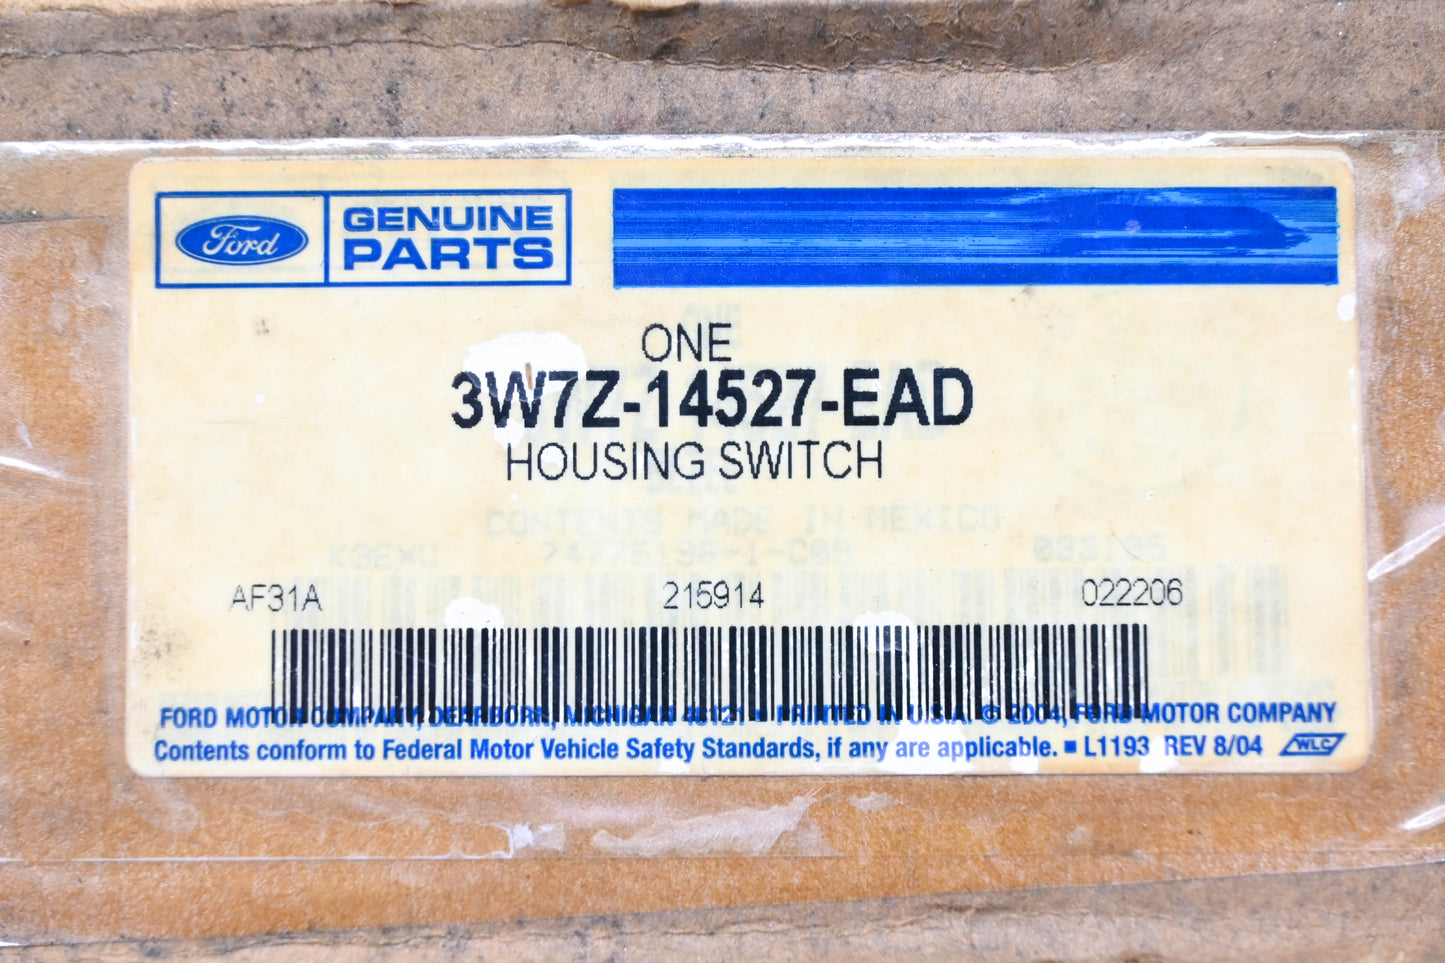 Ford
GENUINE
PARTS
ONE
3W7Z-14527-EAD
HOUSING SWITCH
CONTENTS MADE IN MEXICO
AF31A 215914 022206
FORD MOTOR COMPANY, DEARBORN, MICHIGAN 48121 • PRINTED IN U.S.A. © 2004, FORD MOTOR COMPANY
Contents conform to Federal Motor Vehicle Safety Standards, if any are applicable. ■ L1193 REV 8/04 WLC